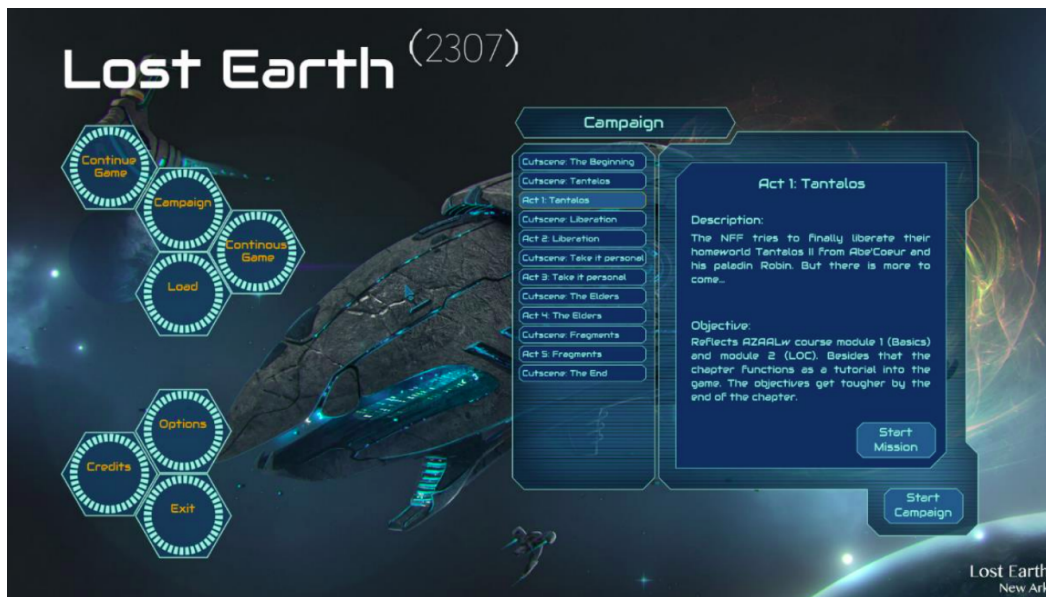 Lost Earth (2307)
Continue
Game
Campaign
Continous
Game
Load
Options
Credits
Exit
Campaign
Cutscene: The Beginning
Cutscene: Tantalos
Act 1: Tantalos
Cutscene: Liberation
Act 2: Liberation
Cutscene: Take it personal
Act 3: Take it personal
Cutscene: The Elders
Act 4: The Elders
Cutscene: Fragments
Act 5: Fragments
Cutscene: The End
Act 1: Tantalos
Description:
The NFF tries to finally liberate their
homeworld Tantalos II from Abe'Coeur and
his paladin Robin. But there is more to
come...
Objective:
Reflects AZAALw course module 1 (Basics)
and module 2 (LOC). Besides that the
chapter functions as a tutorial into the
game. The objectives get tougher by the
end of the chapter.
Start
Mission
Start
Campaign
Lost Earth
New Ark